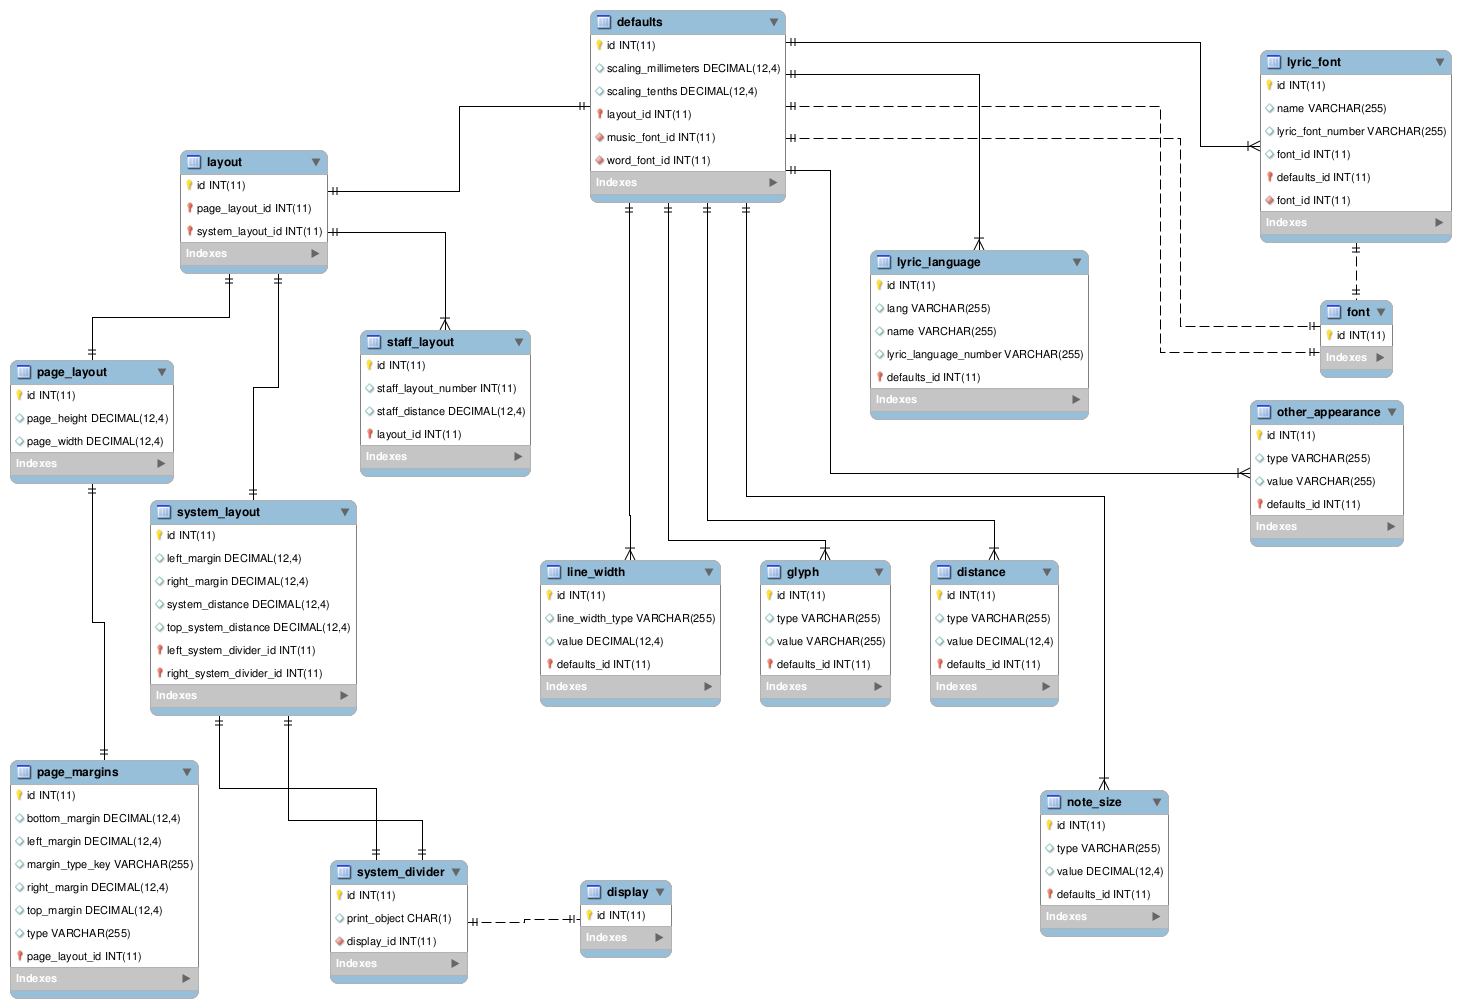 defaults
id INT(11)
scaling_millimeters DECIMAL(12,4)
scaling_tenths DECIMAL(12,4)
layout_id INT(11)
music_font_id INT(11)
word_font_id INT(11)
Indexes
lyric_font
id INT(11)
name VARCHAR(255)
lyric_font_number VARCHAR(255)
font_id INT(11)
defaults_id INT(11)
font_id INT(11)
Indexes
layout
id INT(11)
page_layout_id INT(11)
system_layout_id INT(11)
Indexes
lyric_language
id INT(11)
lang VARCHAR(255)
name VARCHAR(255)
lyric_language_number VARCHAR(255)
defaults_id INT(11)
Indexes
font
id INT(11)
Indexes
staff_layout
id INT(11)
staff_layout_number INT(11)
staff_distance DECIMAL(12,4)
layout_id INT(11)
Indexes
page_layout
id INT(11)
page_height DECIMAL(12,4)
page_width DECIMAL(12,4)
Indexes
other_appearance
id INT(11)
type VARCHAR(255)
value VARCHAR(255)
defaults_id INT(11)
Indexes
system_layout
id INT(11)
left_margin DECIMAL(12,4)
right_margin DECIMAL(12,4)
system_distance DECIMAL(12,4)
top_system_distance DECIMAL(12,4)
left_system_divider_id INT(11)
right_system_divider_id INT(11)
Indexes
line_width
id INT(11)
line_width_type VARCHAR(255)
value DECIMAL(12,4)
defaults_id INT(11)
Indexes
glyph
id INT(11)
type VARCHAR(255)
value VARCHAR(255)
defaults_id INT(11)
Indexes
distance
id INT(11)
type VARCHAR(255)
value DECIMAL(12,4)
defaults_id INT(11)
Indexes
page_margins
id INT(11)
bottom_margin DECIMAL(12,4)
left_margin DECIMAL(12,4)
margin_type_key VARCHAR(255)
right_margin DECIMAL(12,4)
top_margin DECIMAL(12,4)
type VARCHAR(255)
page_layout_id INT(11)
Indexes
note_size
id INT(11)
type VARCHAR(255)
value DECIMAL(12,4)
defaults_id INT(11)
Indexes
system_divider
id INT(11)
print_object CHAR(1)
display_id INT(11)
Indexes
display
id INT(11)
Indexes